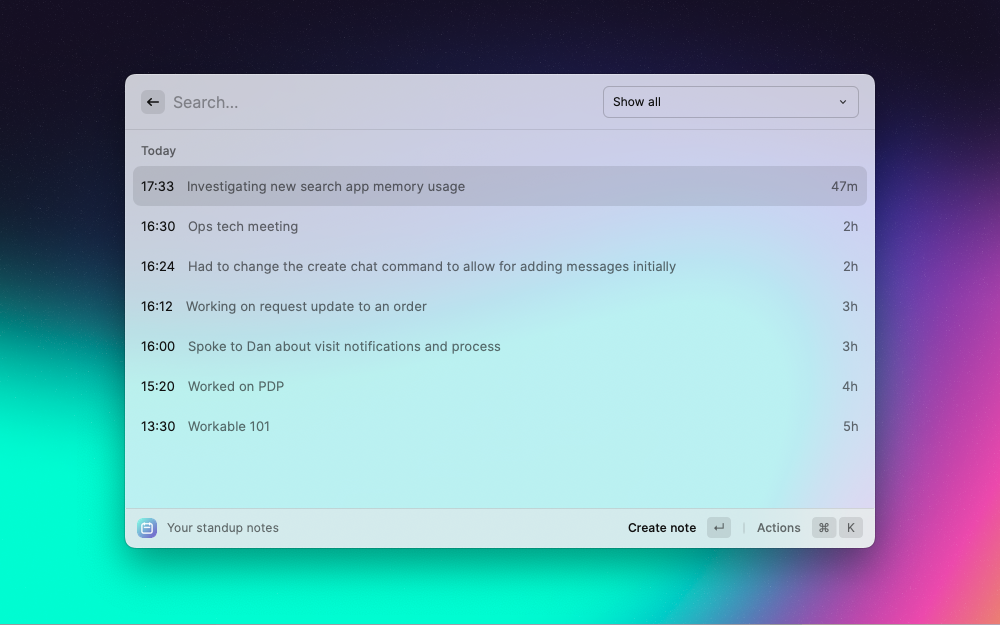 Search...
Show all
Today
17:33 Investigating new search app memory usage 47m
16:30 Ops tech meeting 2h
16:24 Had to change the create chat command to allow for adding messages initially 2h
16:12 Working on request update to an order 3h
16:00 Spoke to Dan about visit notifications and process 3h
15:20 Worked on PDP 4h
13:30 Workable 101 5h
Your standup notes Create note ↵ Actions ⌘ K